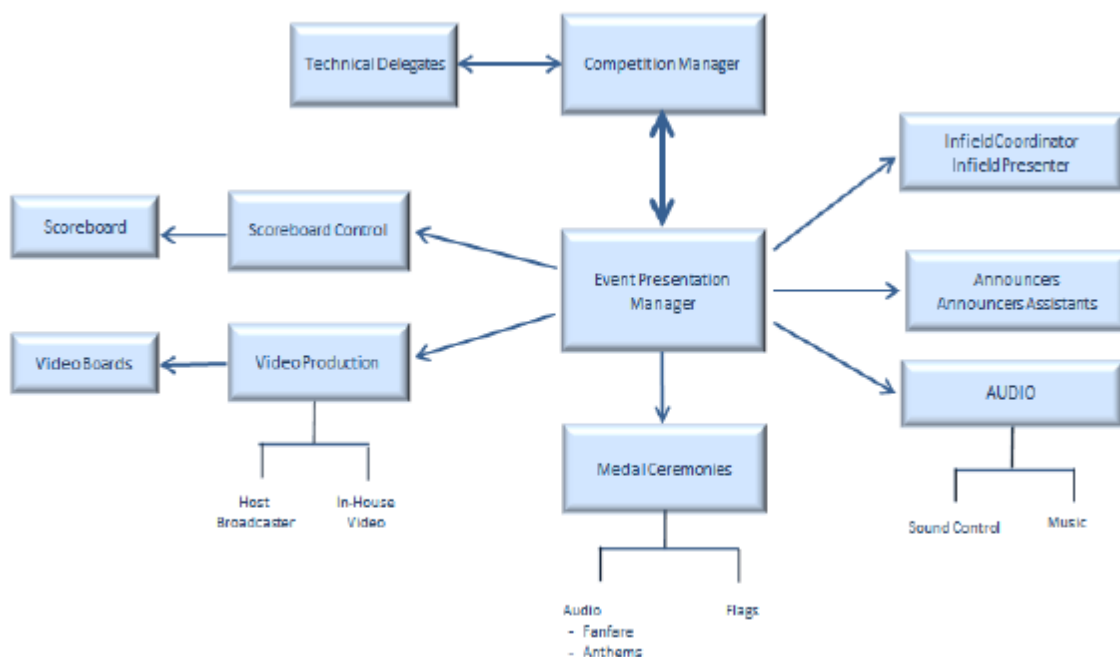 Technical Delegates
Competition Manager
Infield Coordinator
Infield Presenter
Scoreboard
Scoreboard Control
Event Presentation
Manager
Announcers
Announcers Assistants
Video Boards
Video Production
AUDIO
Medal Ceremonies
Host
Broadcaster
In-House
Video
Sound Control
Music
Audio
- Fanfare
- Anthems
Flags